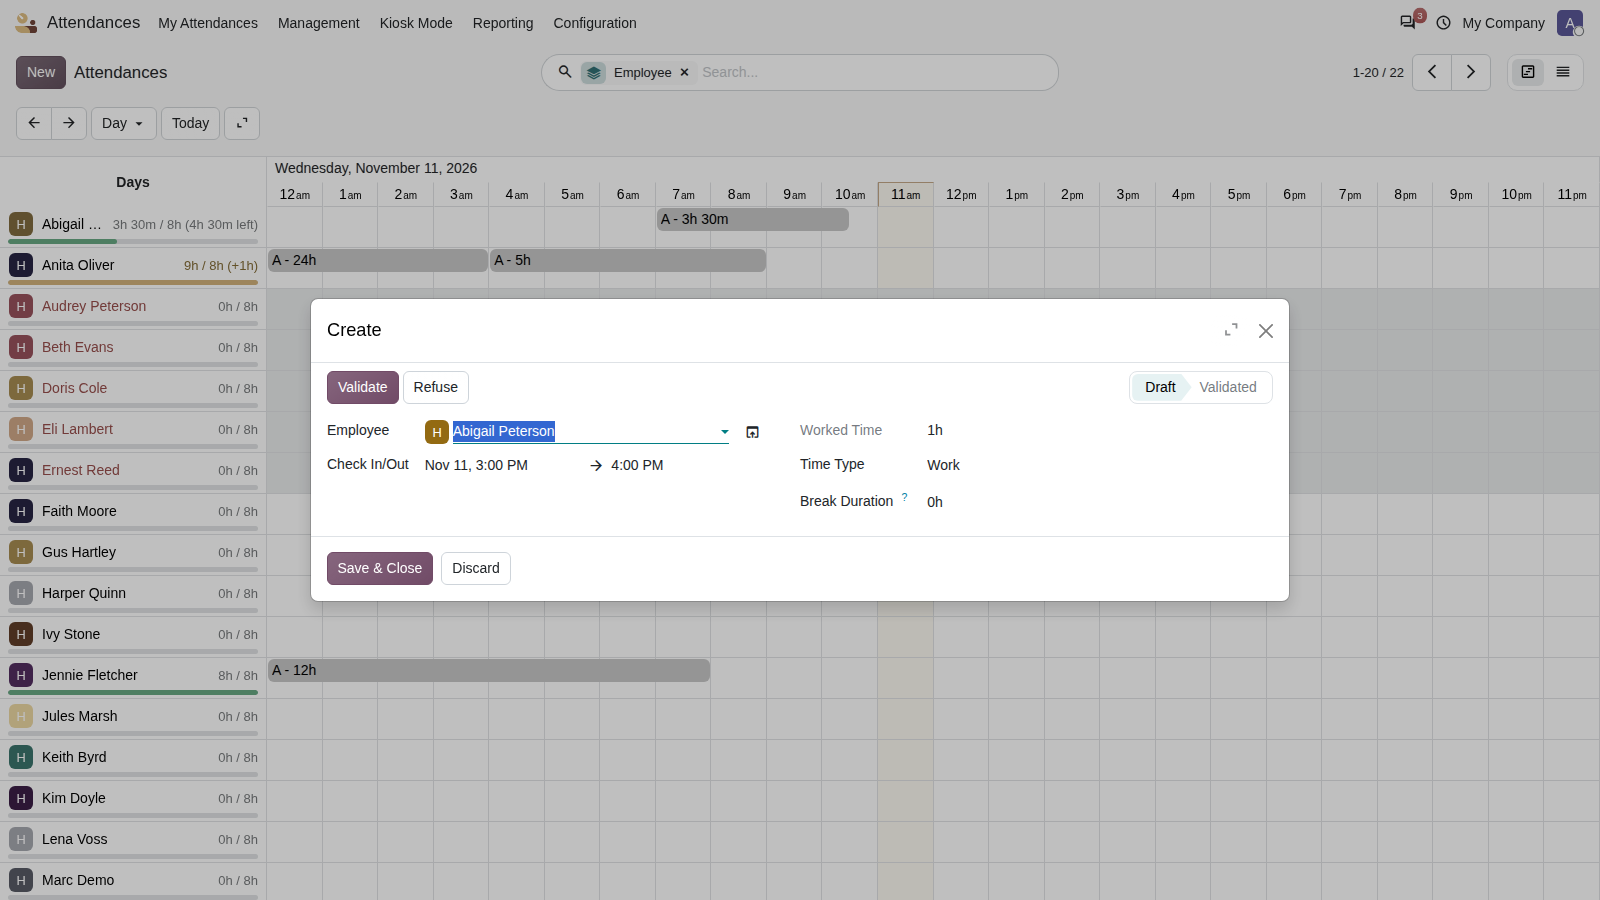 Attendances My Attendances Management Kiosk Mode Reporting Configuration 3 My Company A
New Attendances Employee Search... 1-20 / 22
Day Today
Days Wednesday, November 11, 2026
12am 1am 2am 3am 4am 5am 6am 7am 8am 9am 10am 11am 12pm 1pm 2pm 3pm 4pm 5pm 6pm 7pm 8pm 9pm 10pm 11pm
H Abigail ... 3h 30m / 8h (4h 30m left) A - 3h 30m
H Anita Oliver 9h / 8h (+1h) A - 24h A - 5h
H Audrey Peterson 0h / 8h
H Beth Evans 0h / 8h
H Doris Cole 0h / 8h
H Eli Lambert 0h / 8h
H Ernest Reed 0h / 8h
H Faith Moore 0h / 8h
H Gus Hartley 0h / 8h
H Harper Quinn 0h / 8h
H Ivy Stone 0h / 8h
H Jennie Fletcher 8h / 8h A - 12h
H Jules Marsh 0h / 8h
H Keith Byrd 0h / 8h
H Kim Doyle 0h / 8h
H Lena Voss 0h / 8h
H Marc Demo 0h / 8h
Create
Validate Refuse Draft Validated
Employee H Abigail Peterson Worked Time 1h
Check In/Out Nov 11, 3:00 PM 4:00 PM Time Type Work
Break Duration ? 0h
Save & Close Discard